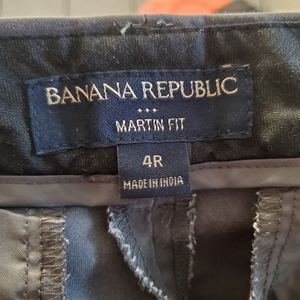 BANANA REPUBLIC
MARTIN FIT
4R
MADE IN INDIA